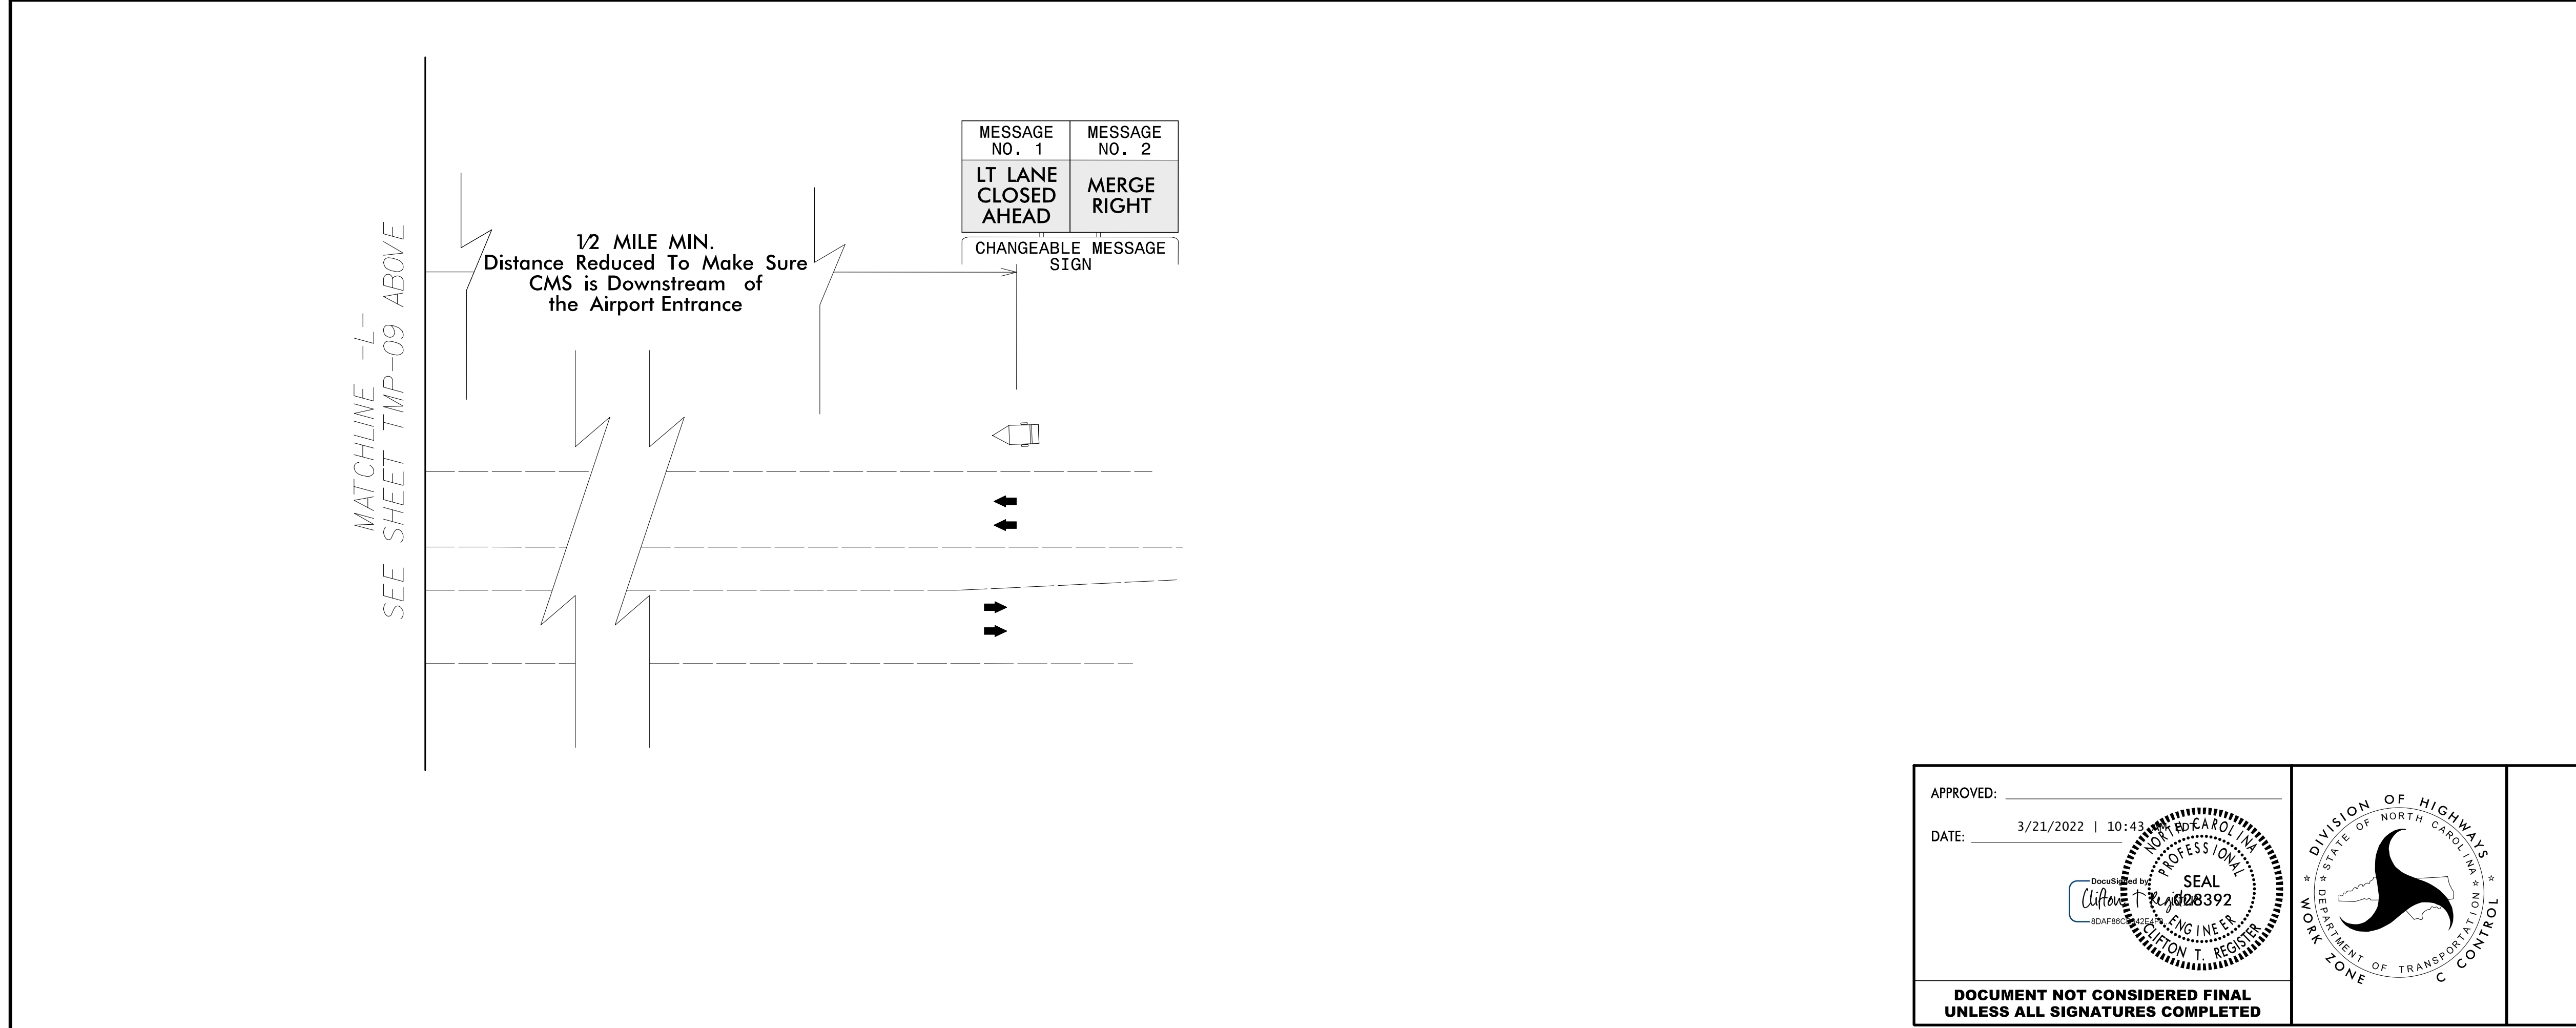 MESSAGE NO. 1
MESSAGE NO. 2
LT LANE
CLOSED
AHEAD
MERGE
RIGHT
CHANGEABLE MESSAGE
SIGN
1/2 MILE MIN.
Distance Reduced To Make Sure
CMS is Downstream of
the Airport Entrance
MATCHLINE -L-
SEE SHEET TMP-09 ABOVE
APPROVED:
DATE:
3/21/2022 | 10:43 EDT
NORTH CAROLINA
PROFESSIONAL
SEAL
028392
ENGINEER
CLIFTON T. REGISTER
DocuSigned by
Clifton T Register
DIVISION OF HIGHWAYS
STATE OF NORTH CAROLINA
DEPARTMENT OF TRANSPORTATION
WORK ZONE C CONTROL
DOCUMENT NOT CONSIDERED FINAL
UNLESS ALL SIGNATURES COMPLETED